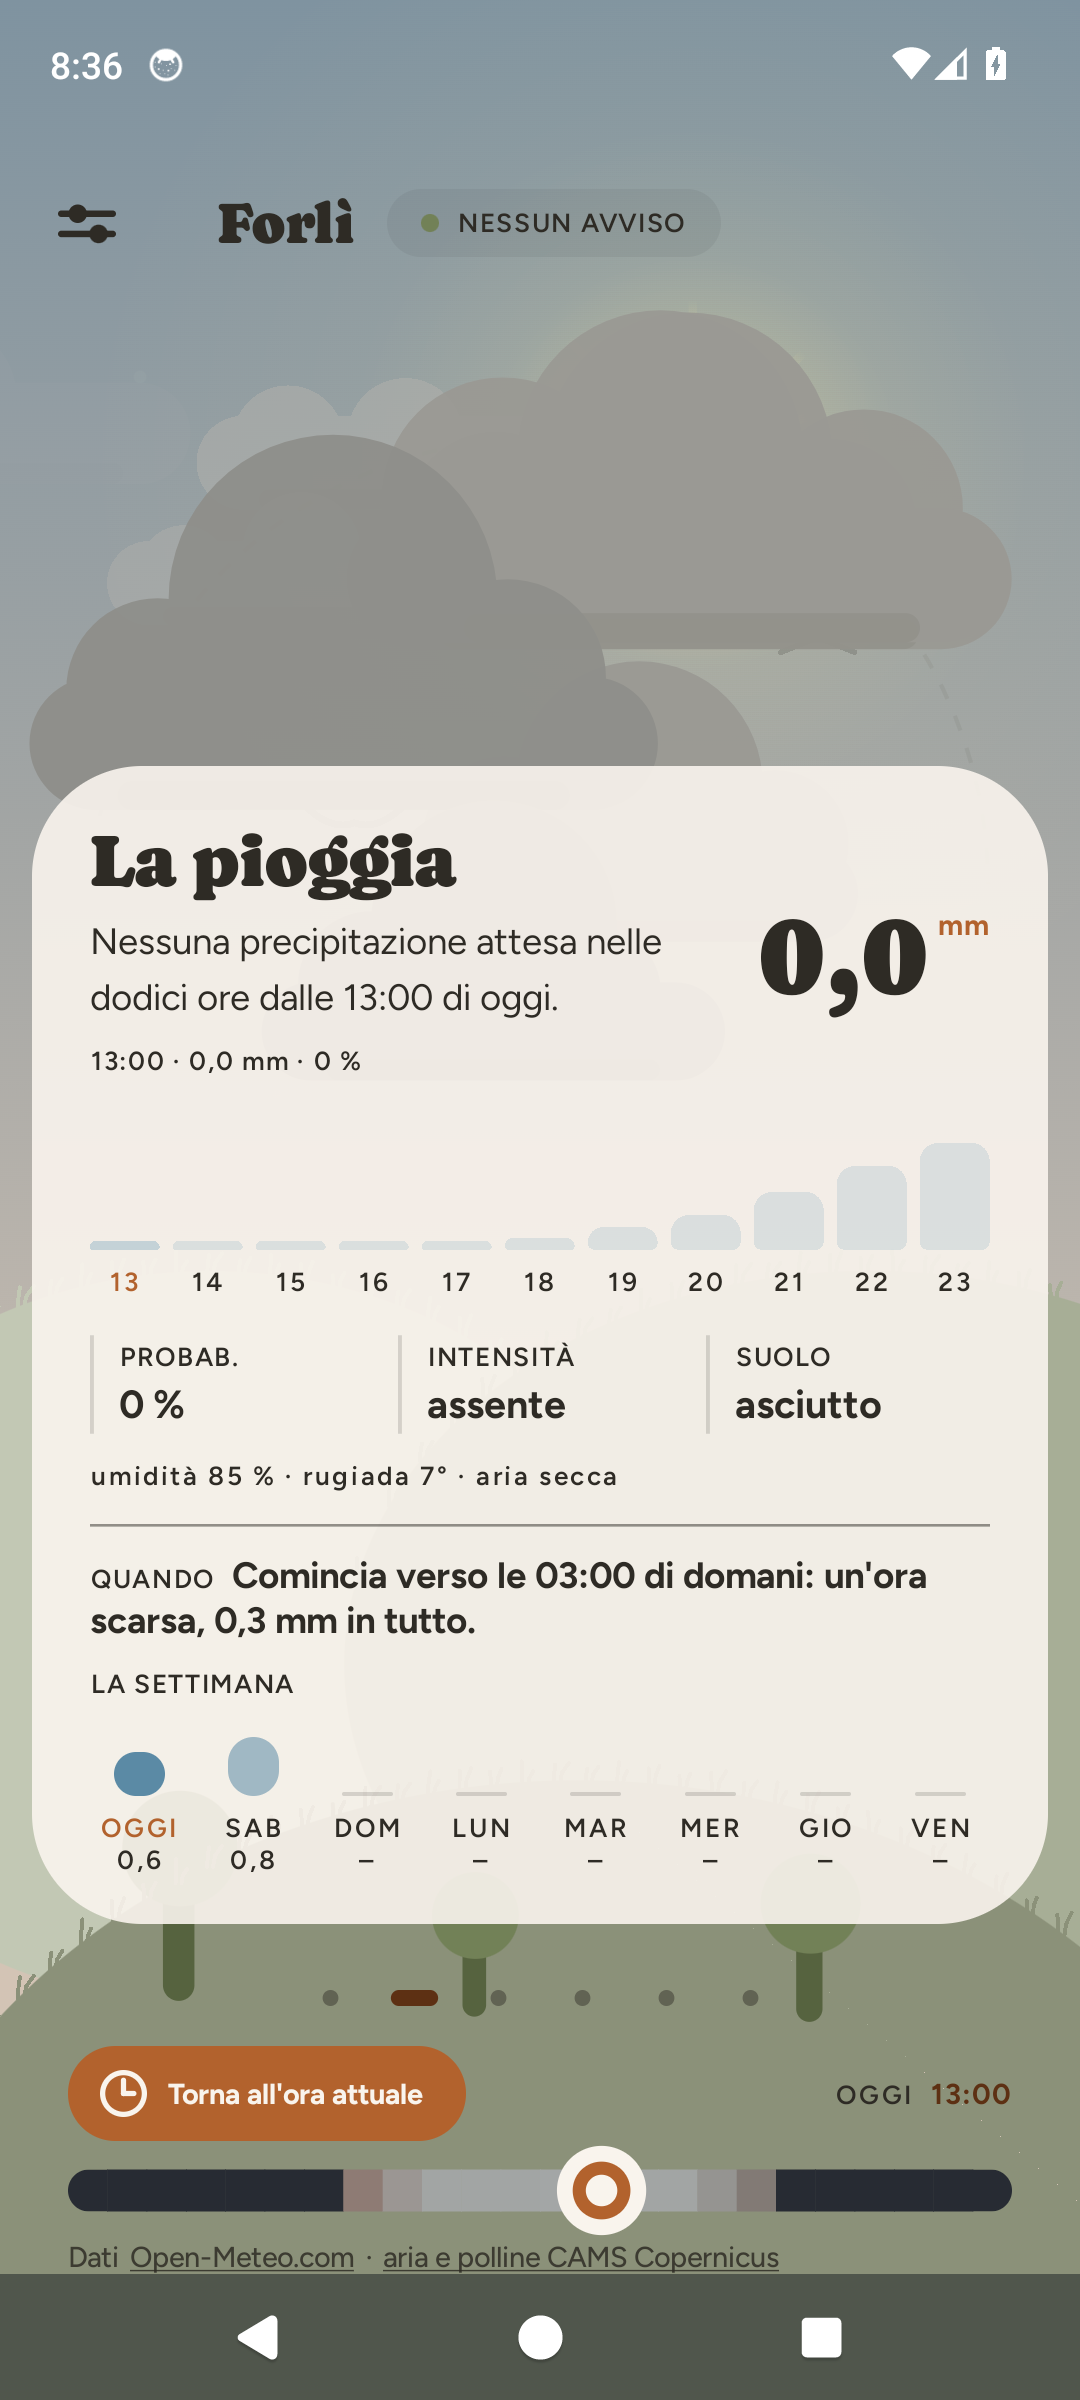 8:36
Forlì
NESSUN AVVISO
La pioggia
Nessuna precipitazione attesa nelle
dodici ore dalle 13:00 di oggi.
0,0 mm
13:00 · 0,0 mm · 0 %
13 14 15 16 17 18 19 20 21 22 23
PROBAB. INTENSITÀ SUOLO
0 % assente asciutto
umidità 85 % · rugiada 7° · aria secca
QUANDO Comincia verso le 03:00 di domani: un'ora
scarsa, 0,3 mm in tutto.
LA SETTIMANA
OGGI SAB DOM LUN MAR MER GIO VEN
0,6 0,8 – – – – – –
Torna all'ora attuale
OGGI 13:00
Dati Open-Meteo.com · aria e polline CAMS Copernicus